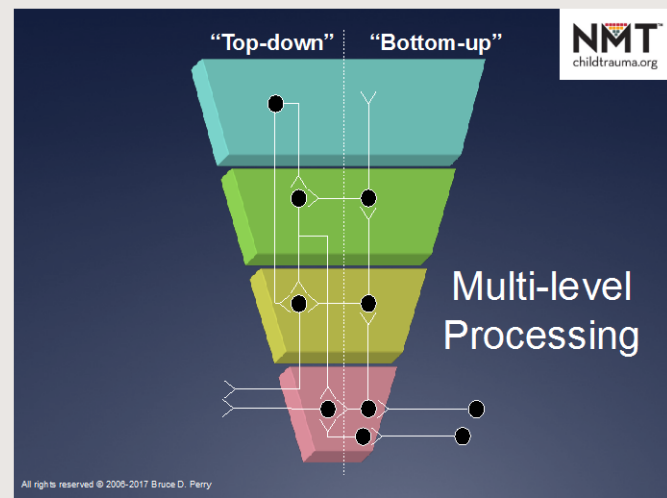 “Top-down” “Bottom-up”
NMT
childtrauma.org
Multi-level
Processing
All rights reserved © 2006-2017 Bruce D. Perry